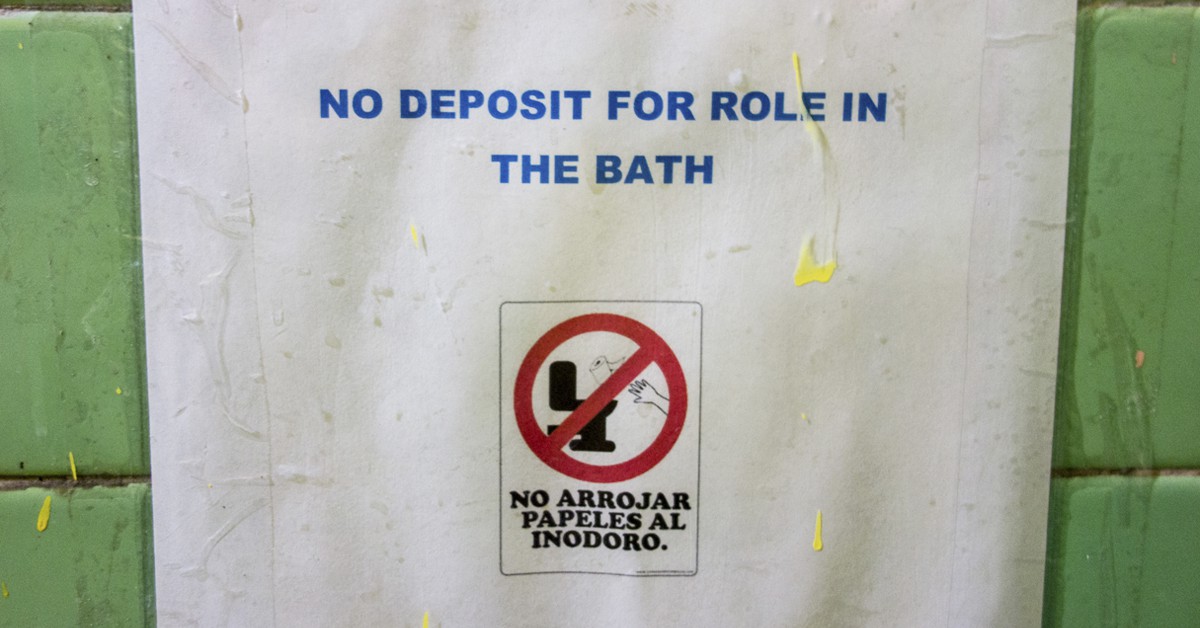 NO DEPOSIT FOR ROLE IN
THE BATH
NO ARROJAR
PAPELES AL
INODORO.